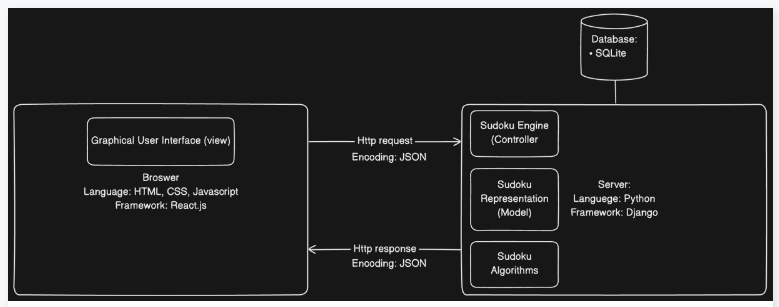 Database:
• SQLite
Graphical User Interface (view)
Broswer
Language: HTML, CSS, Javascript
Framework: React.js
Http request
Encoding: JSON
Http response
Encoding: JSON
Sudoku Engine
(Controller
Sudoku
Representation
(Model)
Sudoku
Algorithms
Server:
Languege: Python
Framework: Django